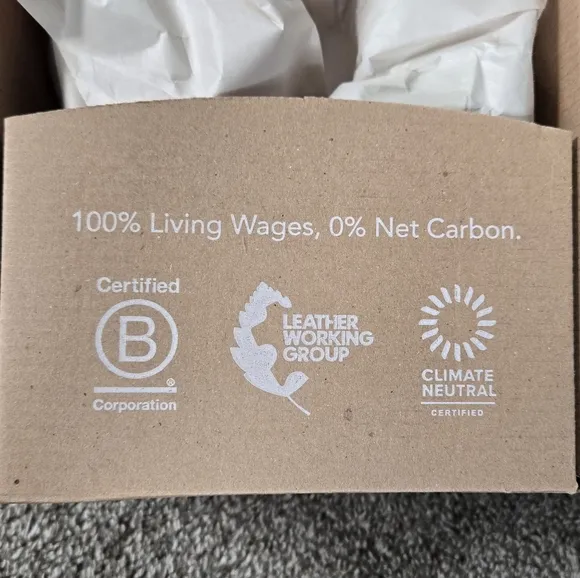 100% Living Wages, 0% Net Carbon.
Certified
B
®
Corporation
LEATHER
WORKING
GROUP
CLIMATE
NEUTRAL
CERTIFIED